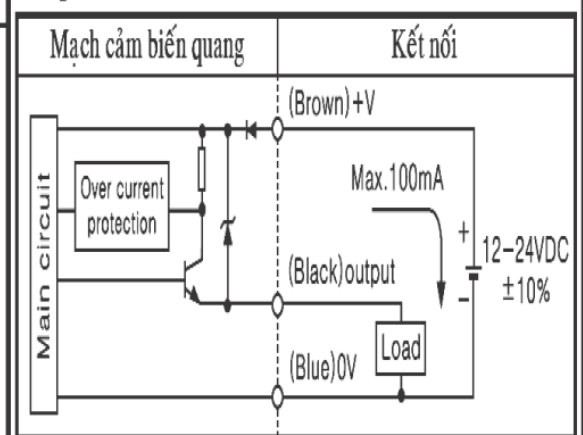 Mạch cảm biến quang
Kết nối
(Brown)+V
Max.100mA
Over current
protection
Main circuit
+
12-24VDC
-
±10%
(Black)output
Load
(Blue)0V